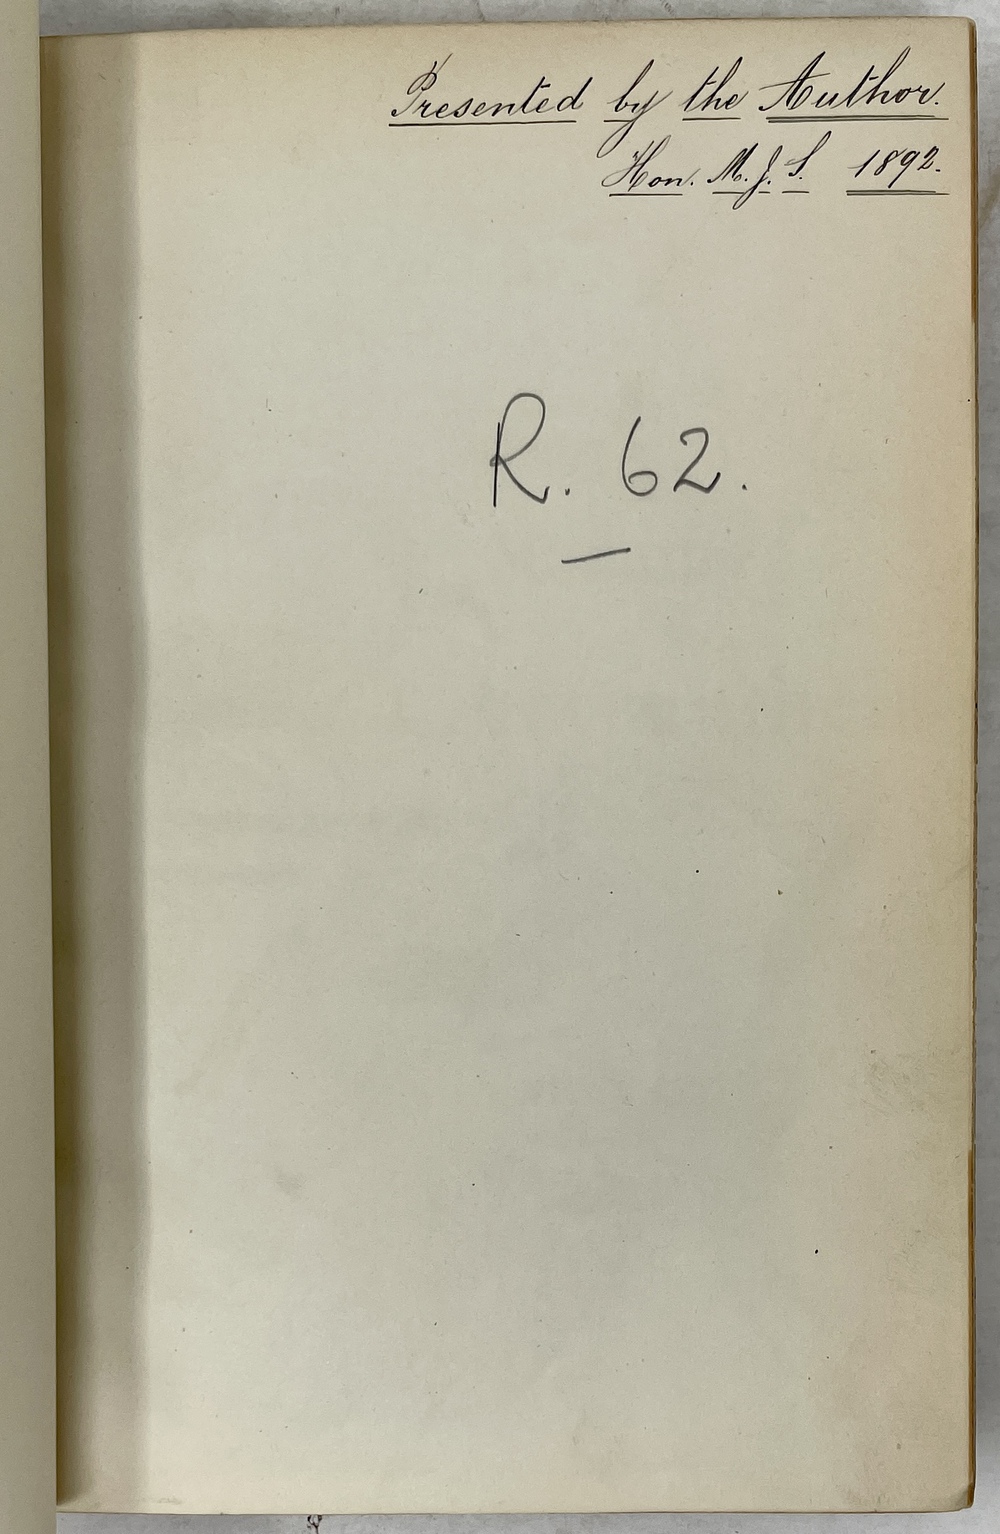 Presented by the Author.
Hon. M. J. S. 1892.
R. 62.